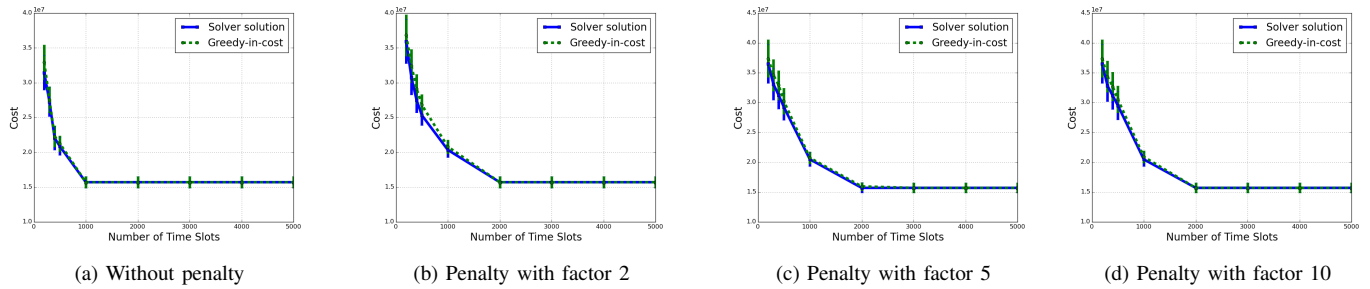 1e7
4.0
3.5
3.0
2.5
2.0
1.5
1.0
Cost
0 1000 2000 3000 4000 5000
Number of Time Slots
Solver solution
Greedy-in-cost
(a) Without penalty
1e7
4.0
3.5
3.0
2.5
2.0
1.5
1.0
Cost
0 1000 2000 3000 4000 5000
Number of Time Slots
Solver solution
Greedy-in-cost
(b) Penalty with factor 2
1e7
4.5
4.0
3.5
3.0
2.5
2.0
1.5
1.0
Cost
0 1000 2000 3000 4000 5000
Number of Time Slots
Solver solution
Greedy-in-cost
(c) Penalty with factor 5
1e7
4.5
4.0
3.5
3.0
2.5
2.0
1.5
1.0
Cost
0 1000 2000 3000 4000 5000
Number of Time Slots
Solver solution
Greedy-in-cost
(d) Penalty with factor 10